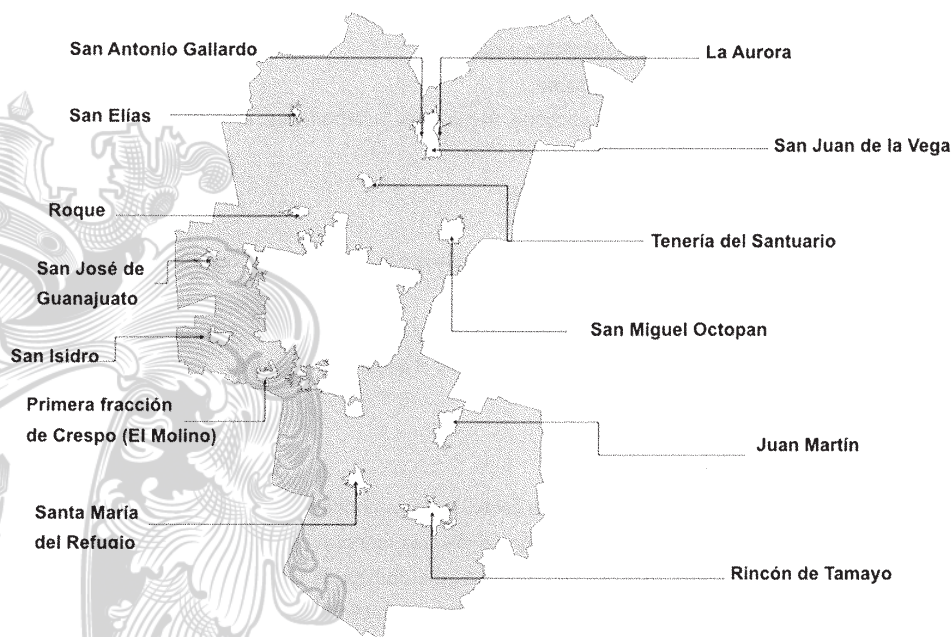 San Antonio Gallardo
La Aurora
San Elías
San Juan de la Vega
Roque
Tenería del Santuario
San José de
Guanajuato
San Miguel Octopan
San Isidro
Primera fracción
de Crespo (El Molino)
Juan Martín
Santa María
del Refugio
Rincón de Tamayo